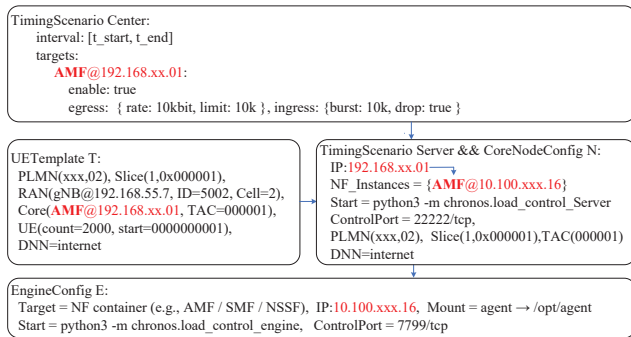 TimingScenario Center:
interval: [t_start, t_end]
targets:
AMF@192.168.xx.01:
enable: true
egress: { rate: 10kbit, limit: 10k }, ingress: {burst: 10k, drop: true }
UETemplate T:
PLMN(xxx,02), Slice(1,0x000001),
RAN(gNB@192.168.55.7, ID=5002, Cell=2),
Core(AMF@192.168.xx.01, TAC=000001),
UE(count=2000, start=0000000001),
DNN=internet
TimingScenario Server && CoreNodeConfig N:
IP:192.168.xx.01
NF_Instances = {AMF@10.100.xxx.16}
Start = python3 -m chronos.load_control_Server
ControlPort = 22222/tcp,
PLMN(xxx,02), Slice(1,0x000001),TAC(000001)
DNN=internet
EngineConfig E:
Target = NF container (e.g., AMF / SMF / NSSF), IP:10.100.xxx.16, Mount = agent → /opt/agent
Start = python3 -m chronos.load_control_engine, ControlPort = 7799/tcp